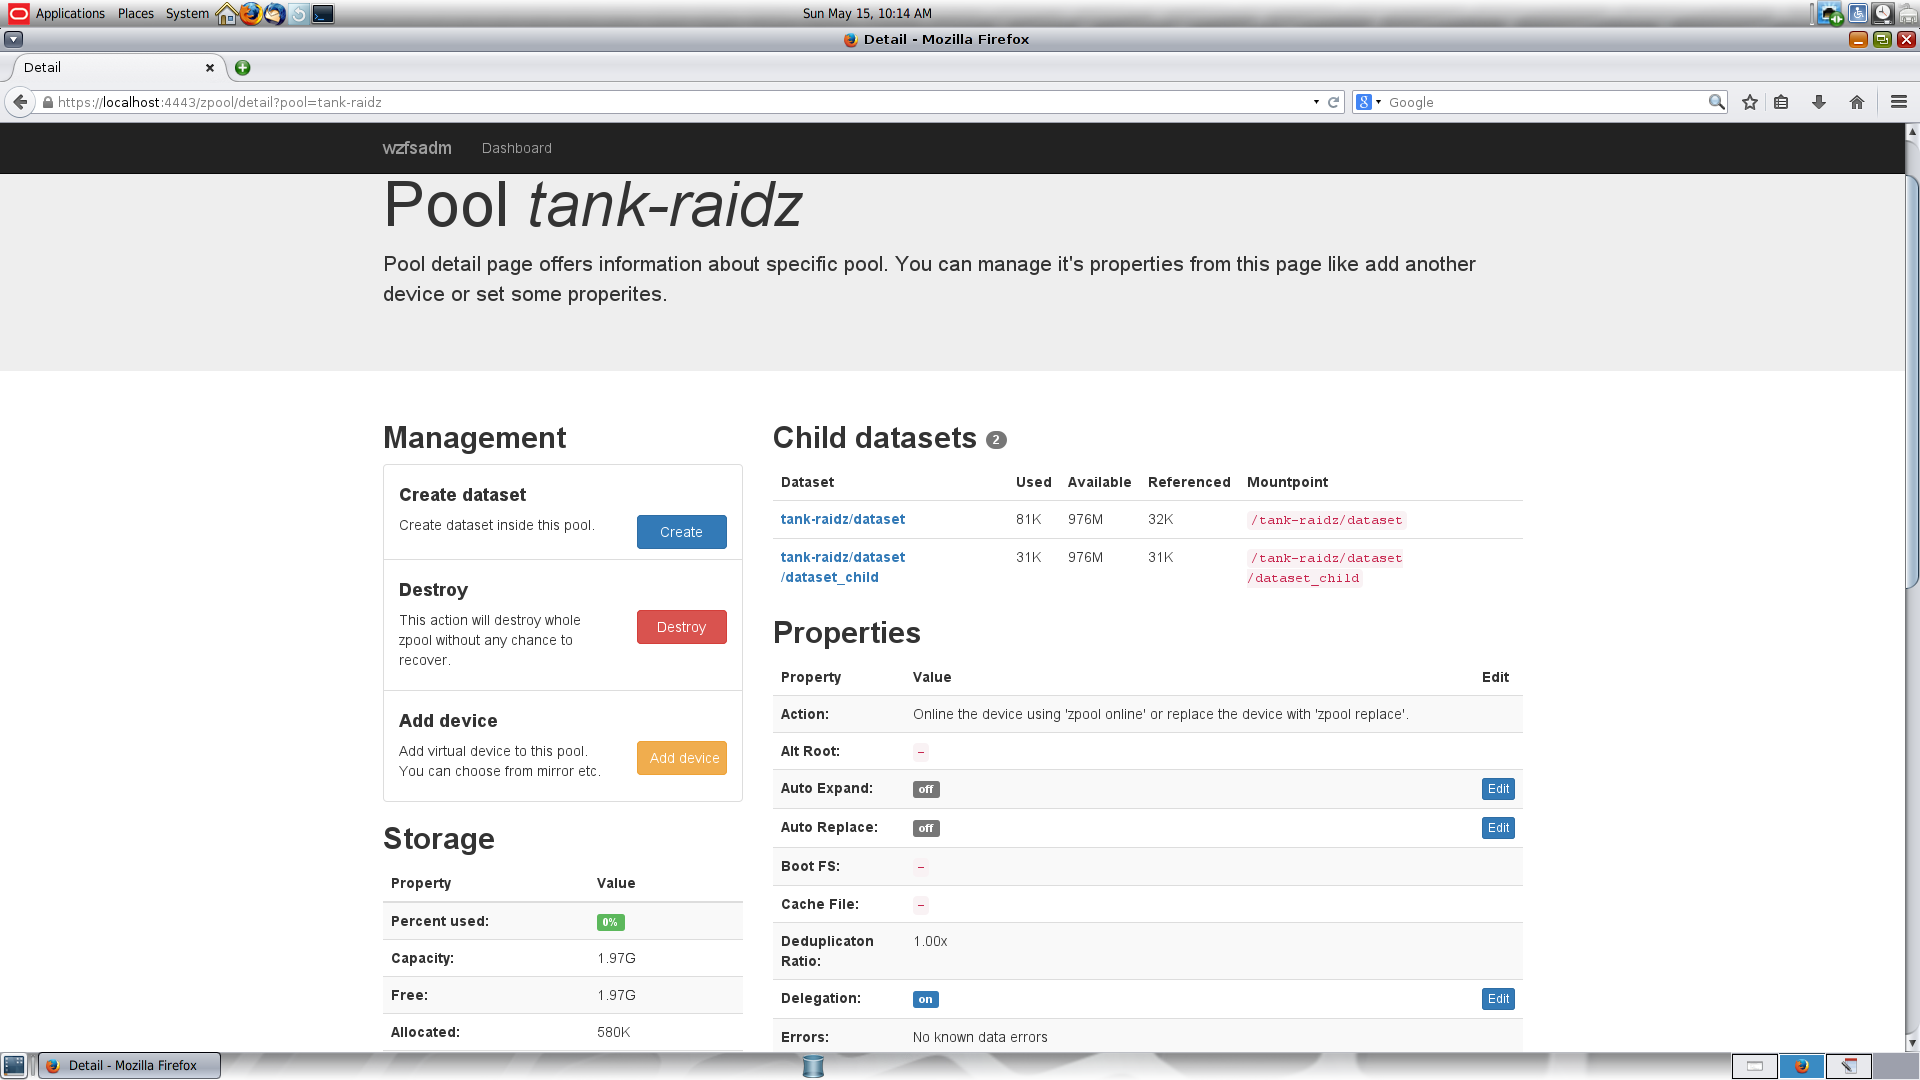 Applications Places System
Sun May 15, 10:14 AM
Detail - Mozilla Firefox
Detail
https://localhost:4443/zpool/detail?pool=tank-raidz
Google
wzfsadm Dashboard
Pool tank-raidz
Pool detail page offers information about specific pool. You can manage it's properties from this page like add another
device or set some properites.
Management
Create dataset
Create dataset inside this pool.
Create
Destroy
This action will destroy whole
zpool without any chance to
recover.
Destroy
Add device
Add virtual device to this pool.
You can choose from mirror etc.
Add device
Storage
Property Value
Percent used: 0%
Capacity: 1.97G
Free: 1.97G
Allocated: 580K
Child datasets 2
Dataset Used Available Referenced Mountpoint
tank-raidz/dataset 81K 976M 32K /tank-raidz/dataset
tank-raidz/dataset 31K 976M 31K /tank-raidz/dataset
/dataset_child /dataset_child
Properties
Property Value Edit
Action: Online the device using 'zpool online' or replace the device with 'zpool replace'.
Alt Root: –
Auto Expand: off Edit
Auto Replace: off Edit
Boot FS: –
Cache File: –
Deduplicaton 1.00x
Ratio:
Delegation: on Edit
Errors: No known data errors
Detail - Mozilla Firefox